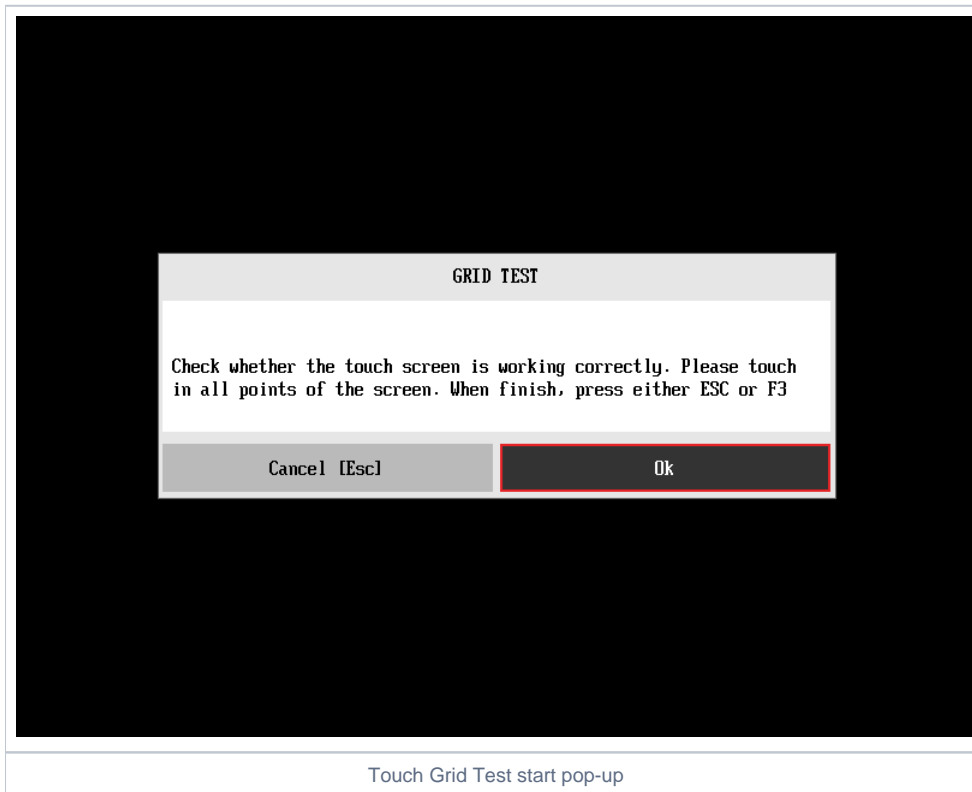 GRID TEST
Check whether the touch screen is working correctly. Please touch
in all points of the screen. When finish, press either ESC or F3
Cancel [Esc]
Ok
Touch Grid Test start pop-up